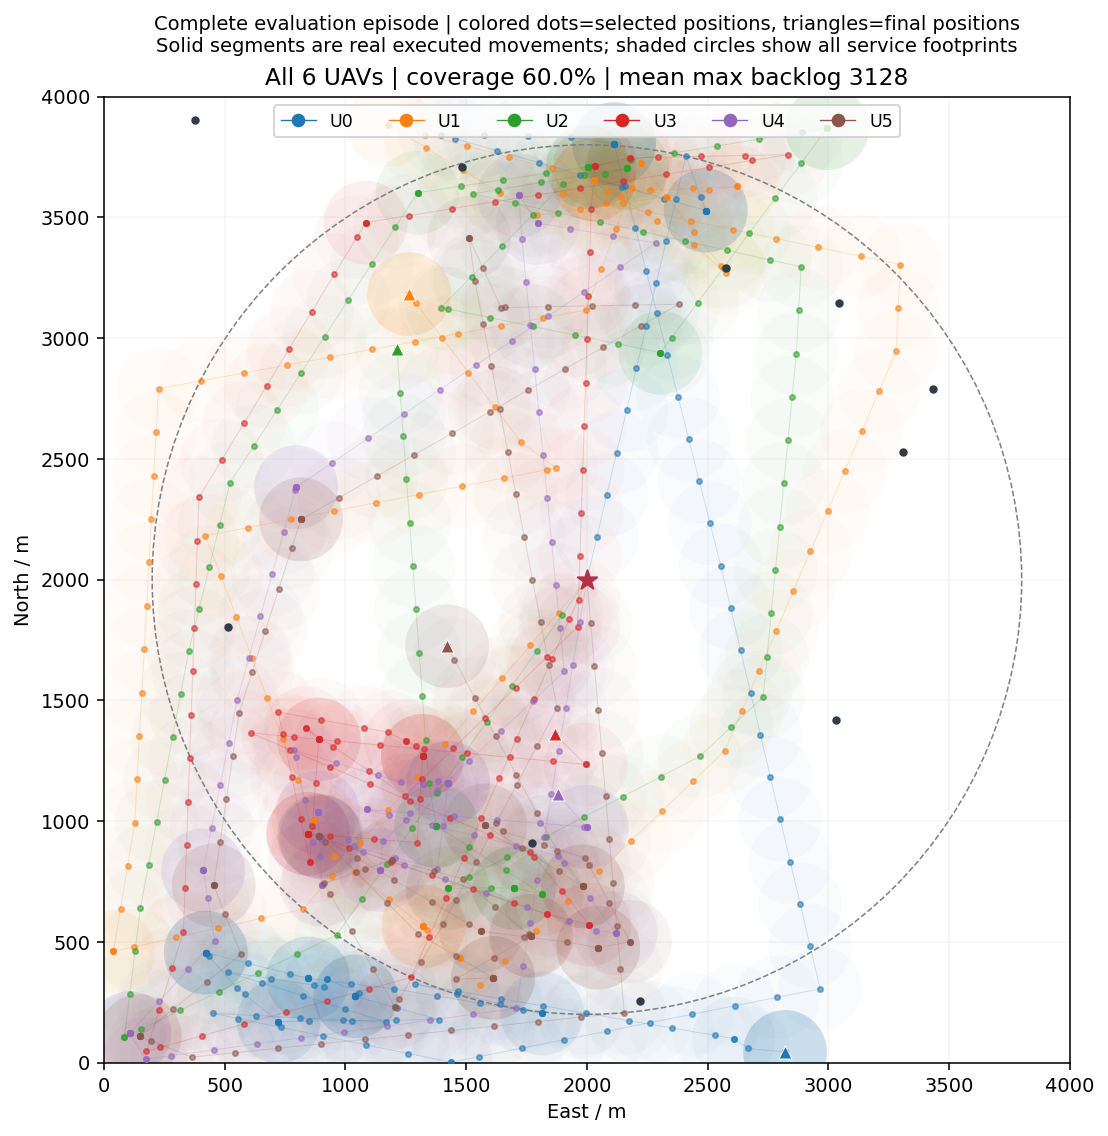 Complete evaluation episode | colored dots=selected positions, triangles=final positions
Solid segments are real executed movements; shaded circles show all service footprints
All 6 UAVs | coverage 60.0% | mean max backlog 3128
U0 U1 U2 U3 U4 U5
4000
3500
3000
2500
2000
1500
1000
500
0
North / m
0 500 1000 1500 2000 2500 3000 3500 4000
East / m